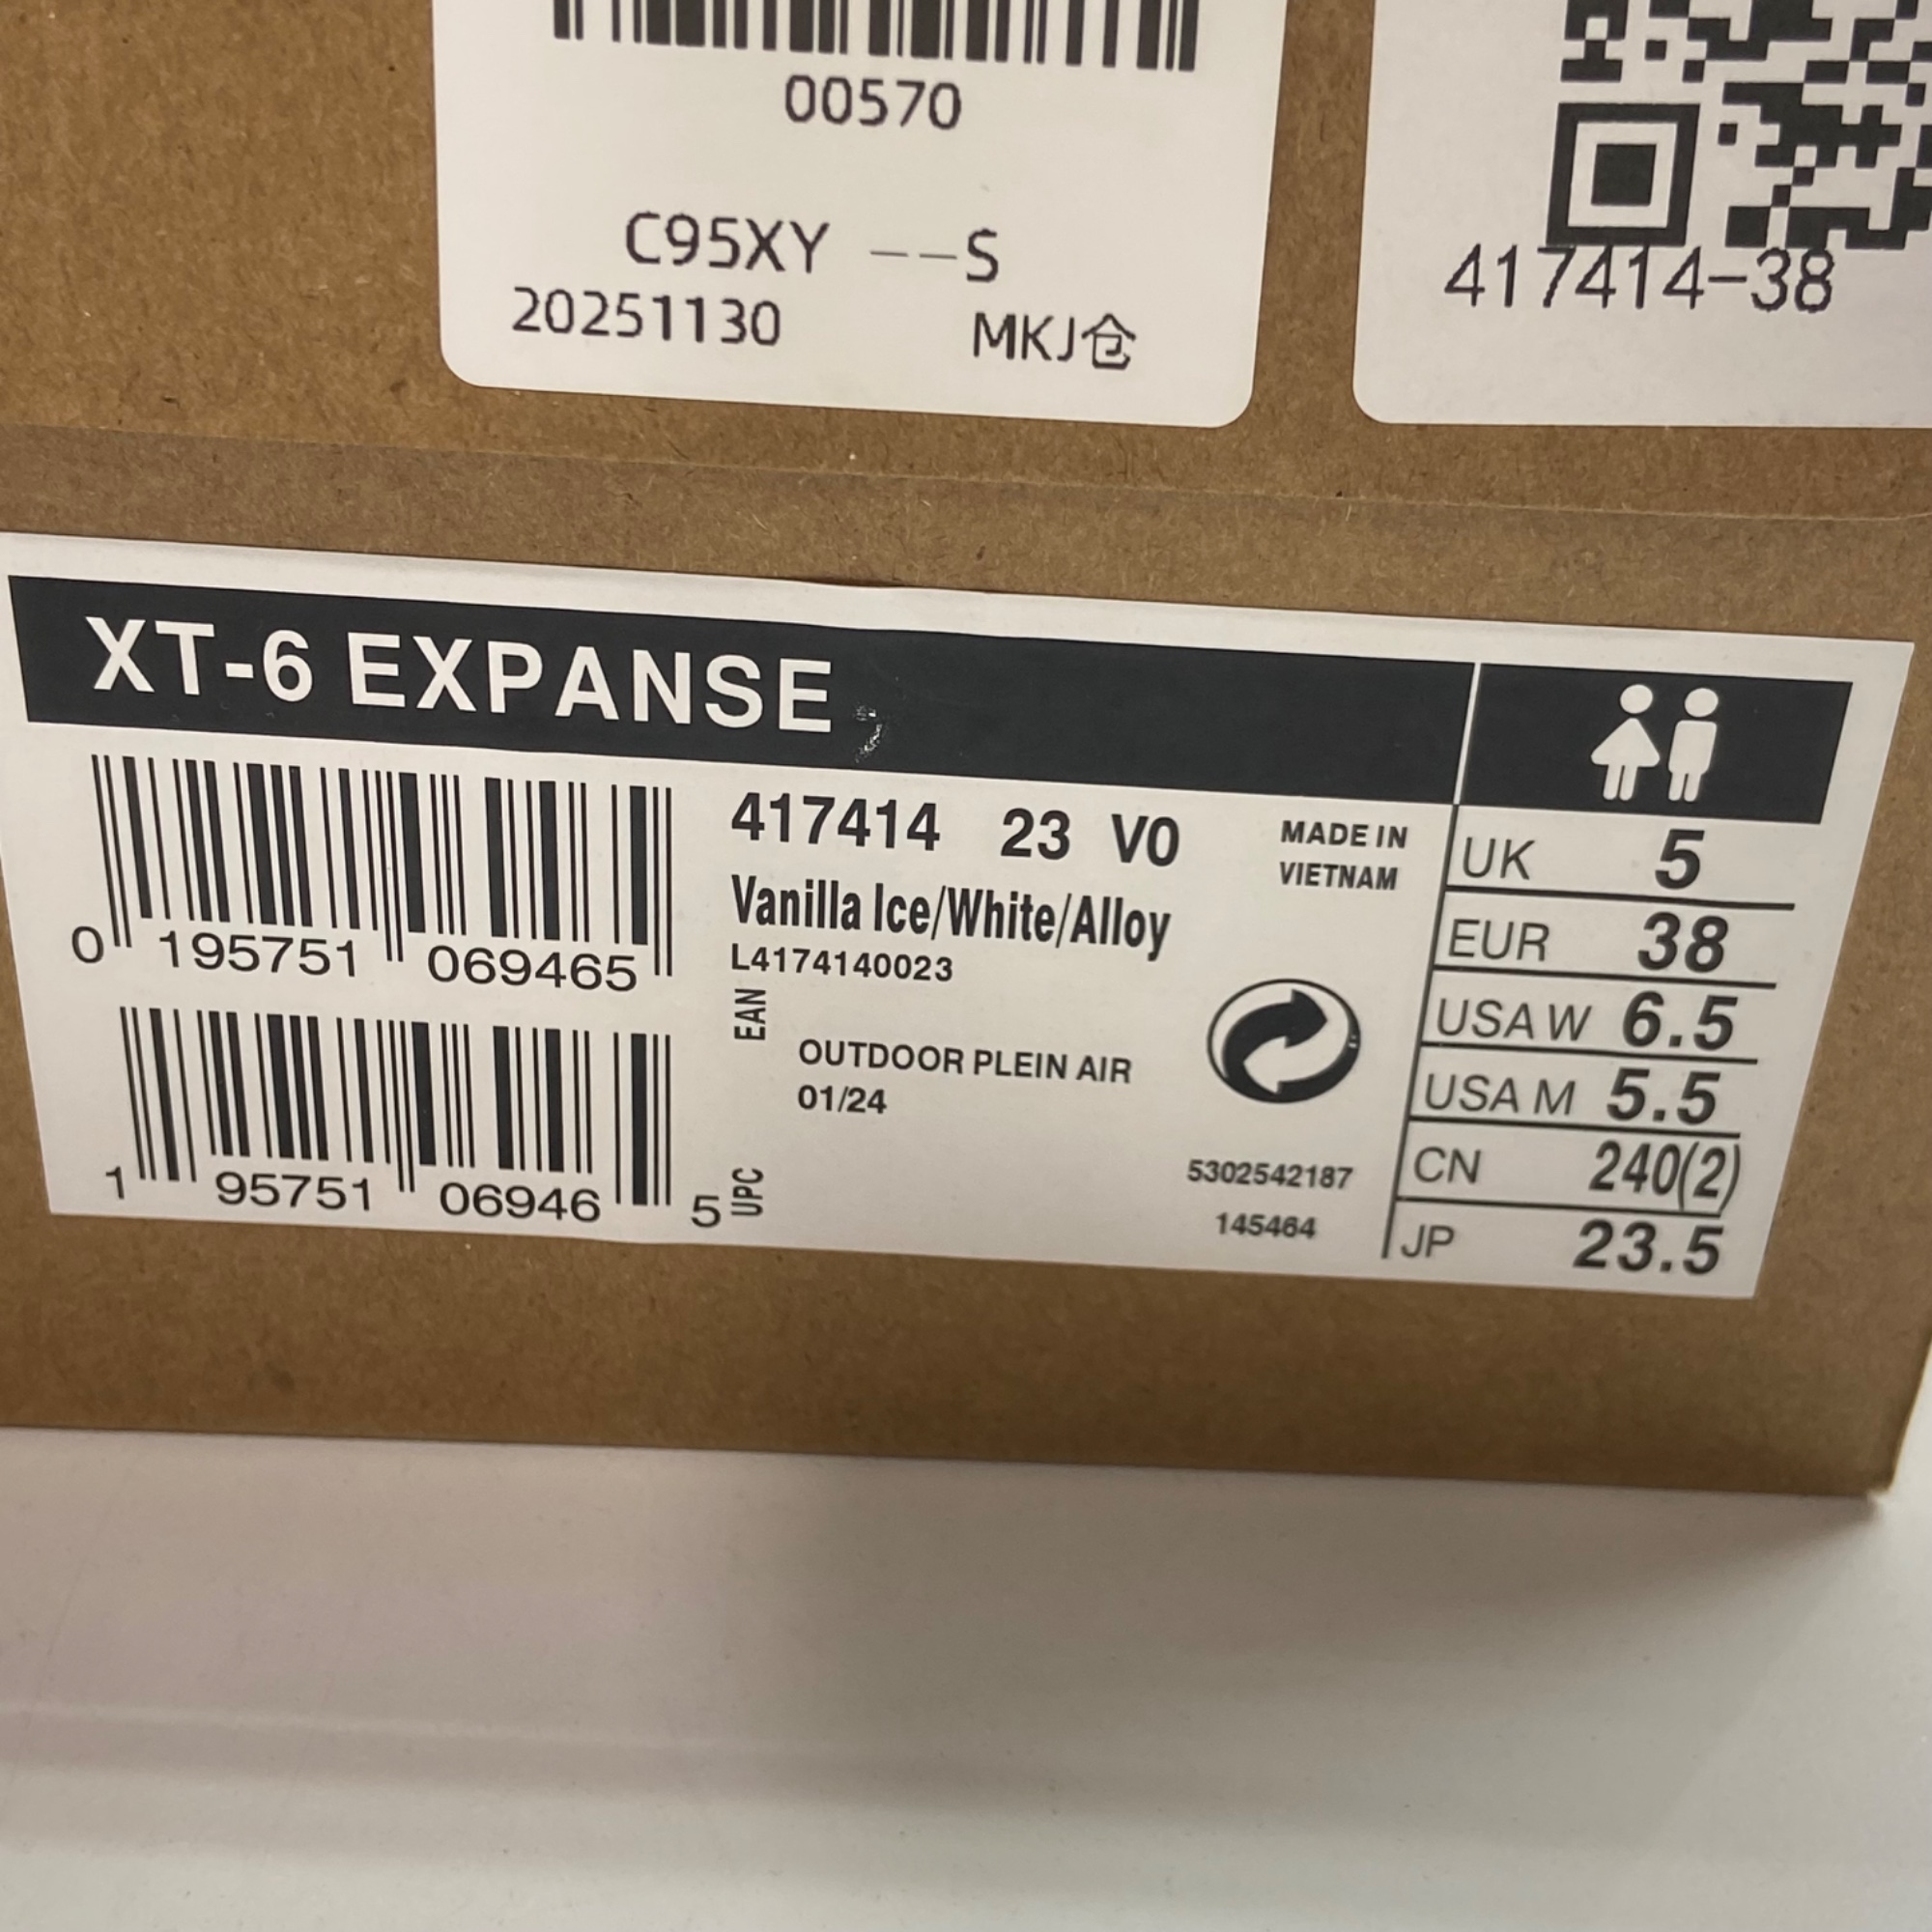 00570
C95XY --S
20251130 MKJ仓
417414-38
XT-6 EXPANSE
0 195751 069465
EAN
1 95751 06946 5
UPC
417414 23 V0
Vanilla Ice/White/Alloy
L4174140023
OUTDOOR PLEIN AIR
01/24
MADE IN
VIETNAM
5302542187
145464
UK 5
EUR 38
USA W 6.5
USA M 5.5
CN 240(2)
JP 23.5